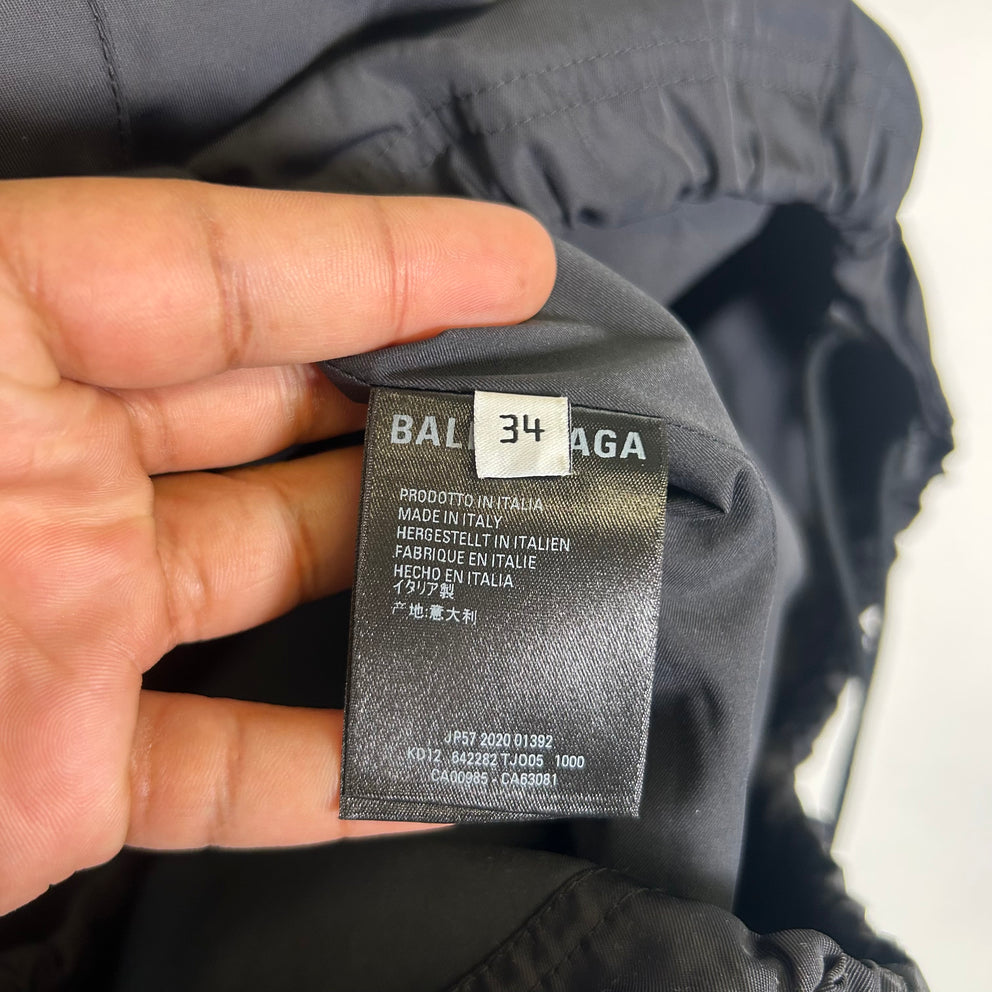 BAL AGA
34
PRODOTTO IN ITALIA
MADE IN ITALY
HERGESTELLT IN ITALIEN
FABRIQUE EN ITALIE
HECHO EN ITALIA
イタリア製
产地:意大利
JP57 2020 01392
KD12 642282 TJO05 1000
CA00985 - CA63081